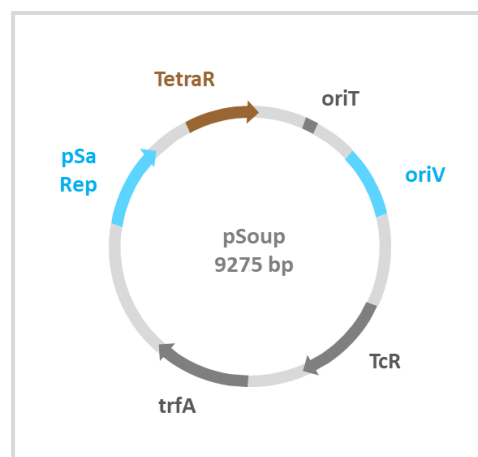 TetraR
oriT
pSa
Rep
oriV
pSoup
9275 bp
TcR
trfA